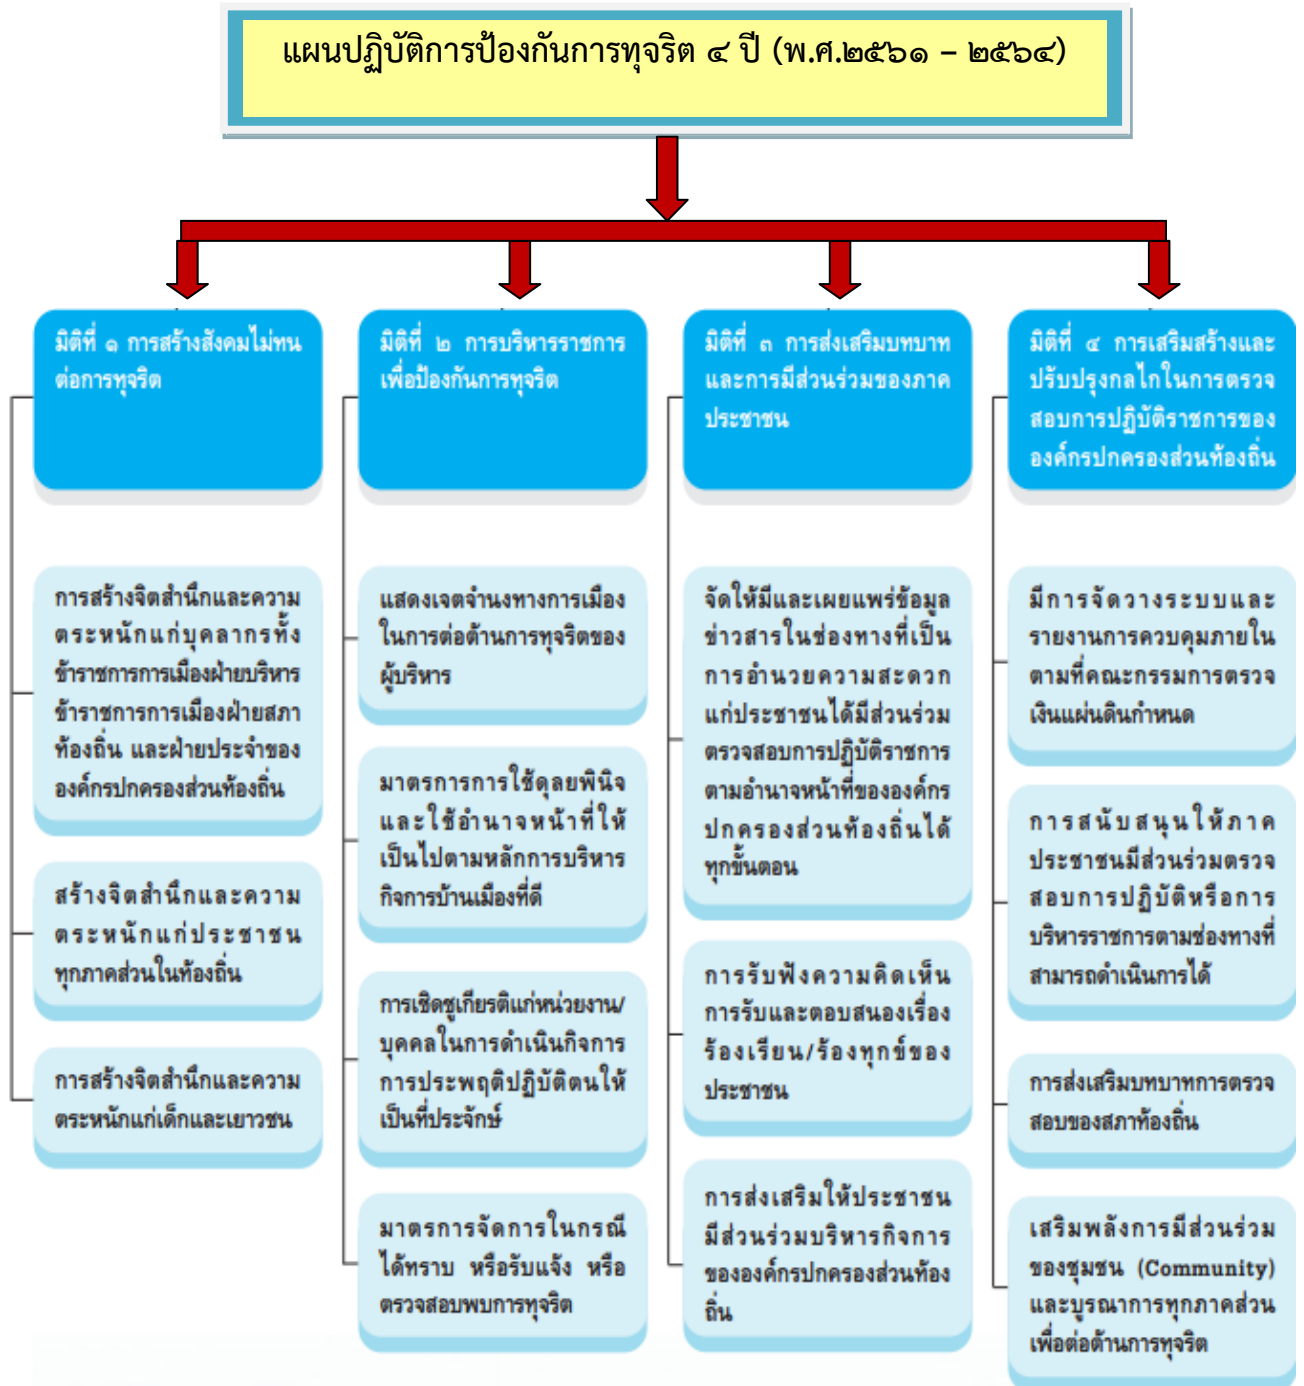 แผนปฏิบัติการป้องกันการทุจริต ๔ ปี (พ.ศ.๒๕๖๑ – ๒๕๖๔)
มิติที่ ๑ การสร้างสังคมไม่ทน
ต่อการทุจริต
การสร้างจิตสำนึกและความ
ตระหนักแก่บุคลากรทั้ง
ข้าราชการการเมืองฝ่ายบริหาร
ข้าราชการการเมืองฝ่ายสภา
ท้องถิ่น และฝ่ายประจำของ
องค์กรปกครองส่วนท้องถิ่น
สร้างจิตสำนึกและความ
ตระหนักแก่ประชาชน
ทุกภาคส่วนในท้องถิ่น
การสร้างจิตสำนึกและความ
ตระหนักแก่เด็กและเยาวชน
มิติที่ ๒ การบริหารราชการ
เพื่อป้องกันการทุจริต
แสดงเจตจำนงทางการเมือง
ในการต่อต้านการทุจริตของ
ผู้บริหาร
มาตรการการใช้ดุลยพินิจ
และใช้อำนาจหน้าที่ให้
เป็นไปตามหลักการบริหาร
กิจการบ้านเมืองที่ดี
การเชิดชูเกียรติแก่หน่วยงาน/
บุคคลในการดำเนินกิจการ
การประพฤติปฏิบัติตนให้
เป็นที่ประจักษ์
มาตรการจัดการในกรณี
ได้ทราบ หรือรับแจ้ง หรือ
ตรวจสอบพบการทุจริต
มิติที่ ๓ การส่งเสริมบทบาท
และการมีส่วนร่วมของภาค
ประชาชน
จัดให้มีและเผยแพร่ข้อมูล
ข่าวสารในช่องทางที่เป็น
การอำนวยความสะดวก
แก่ประชาชนได้มีส่วนร่วม
ตรวจสอบการปฏิบัติราชการ
ตามอำนาจหน้าที่ขององค์กร
ปกครองส่วนท้องถิ่นได้
ทุกขั้นตอน
การรับฟังความคิดเห็น
การรับและตอบสนองเรื่อง
ร้องเรียน/ร้องทุกข์ของ
ประชาชน
การส่งเสริมให้ประชาชน
มีส่วนร่วมบริหารกิจการ
ขององค์กรปกครองส่วนท้อง
ถิ่น
มิติที่ ๔ การเสริมสร้างและ
ปรับปรุงกลไกในการตรวจ
สอบการปฏิบัติราชการของ
องค์กรปกครองส่วนท้องถิ่น
มีการจัดวางระบบและ
รายงานการควบคุมภายใน
ตามที่คณะกรรมการตรวจ
เงินแผ่นดินกำหนด
การสนับสนุนให้ภาค
ประชาชนมีส่วนร่วมตรวจ
สอบการปฏิบัติหรือการ
บริหารราชการตามช่องทางที่
สามารถดำเนินการได้
การส่งเสริมบทบาทการตรวจ
สอบของสภาท้องถิ่น
เสริมพลังการมีส่วนร่วม
ของชุมชน (Community)
และบูรณาการทุกภาคส่วน
เพื่อต่อต้านการทุจริต